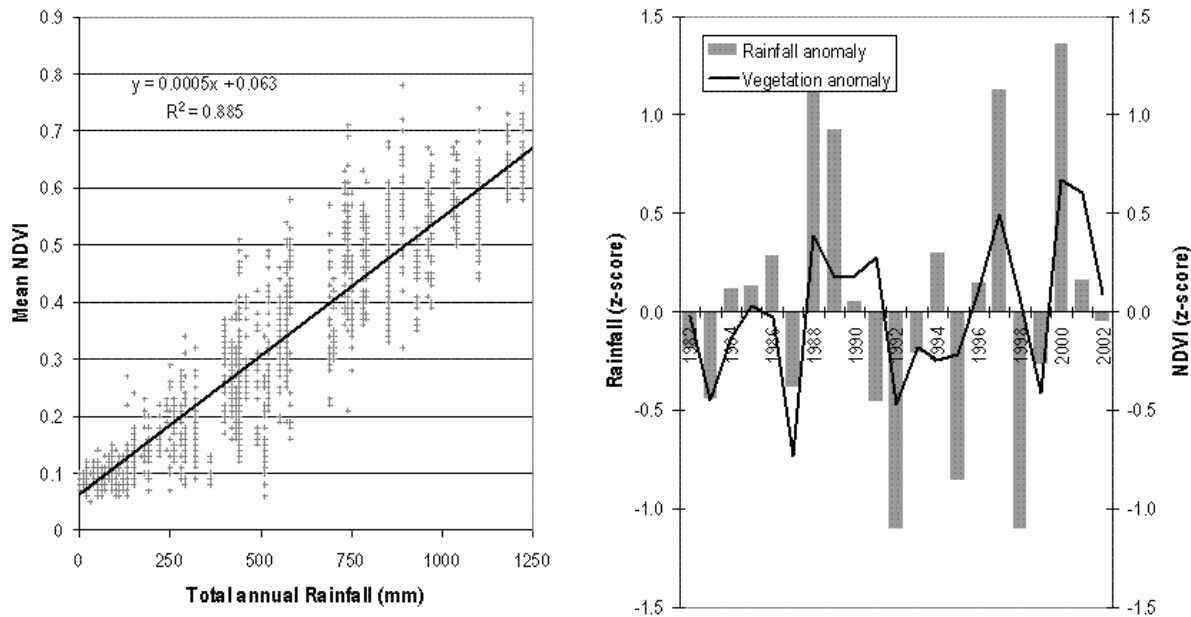 0.9
0.8
0.7
0.6
0.5
0.4
0.3
0.2
0.1
0
Mean NDVI
y = 0.0005x +0.063
R² = 0.885
0 250 500 750 1000 1250
Total annual Rainfall (mm)
1.5
1.0
0.5
0.0
-0.5
-1.0
-1.5
Rainfall (z-score)
Rainfall anomaly
Vegetation anomaly
1982 1984 1986 1988 1990 1992 1994 1996 1998 2000 2002
1.5
1.0
0.5
0.0
-0.5
-1.0
-1.5
NDVI (z-score)